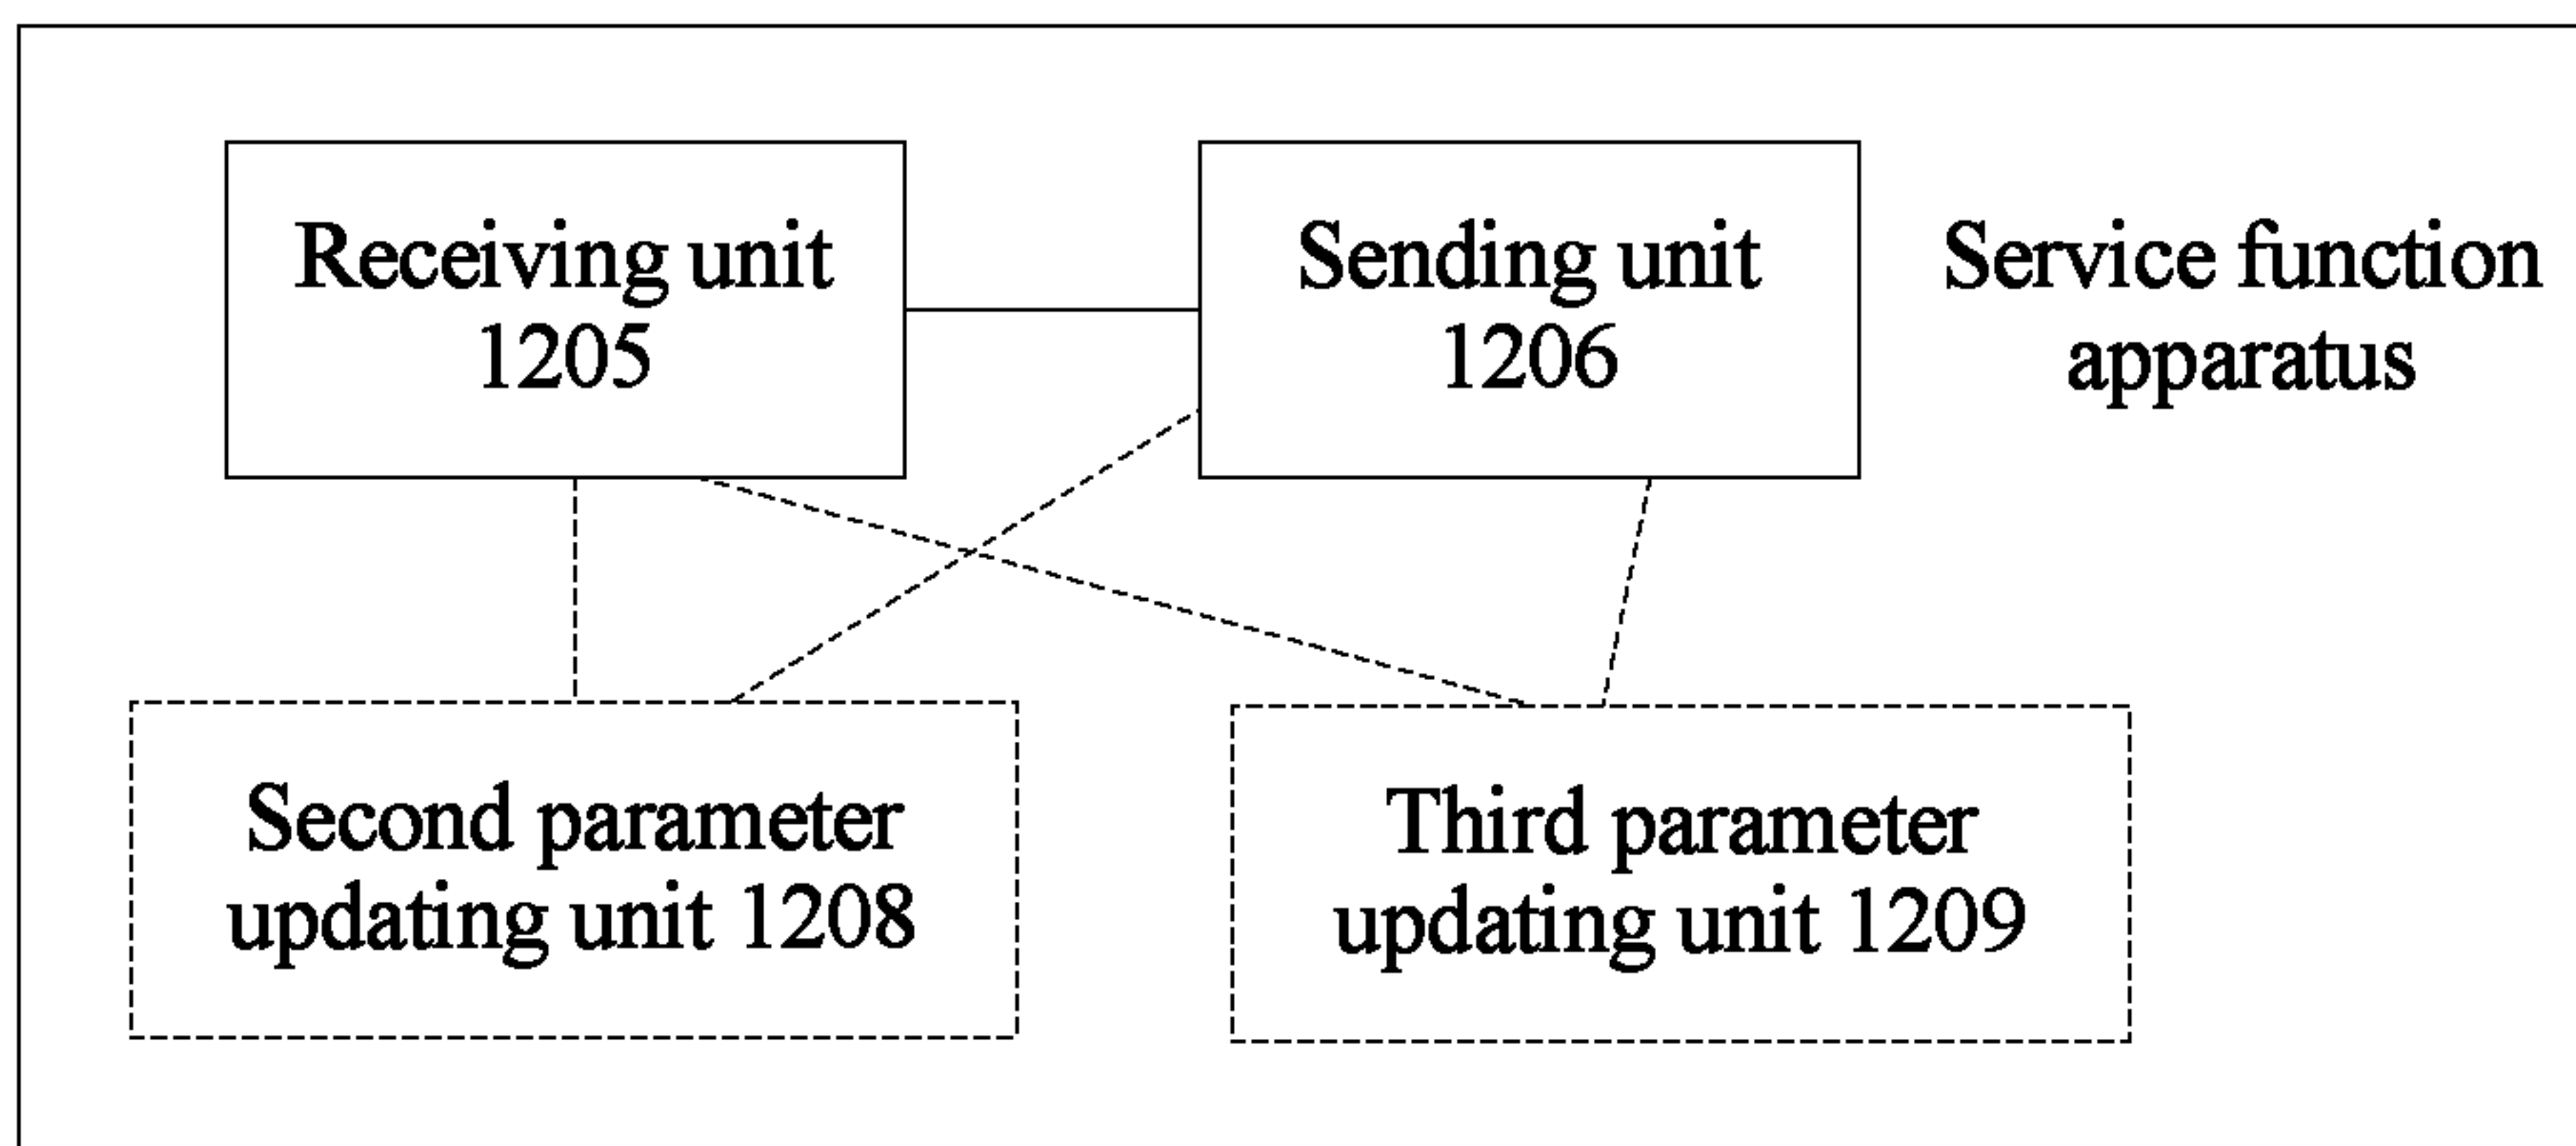 Receiving unit
1205
Sending unit
1206
Service function
apparatus
Second parameter
updating unit 1208
Third parameter
updating unit 1209